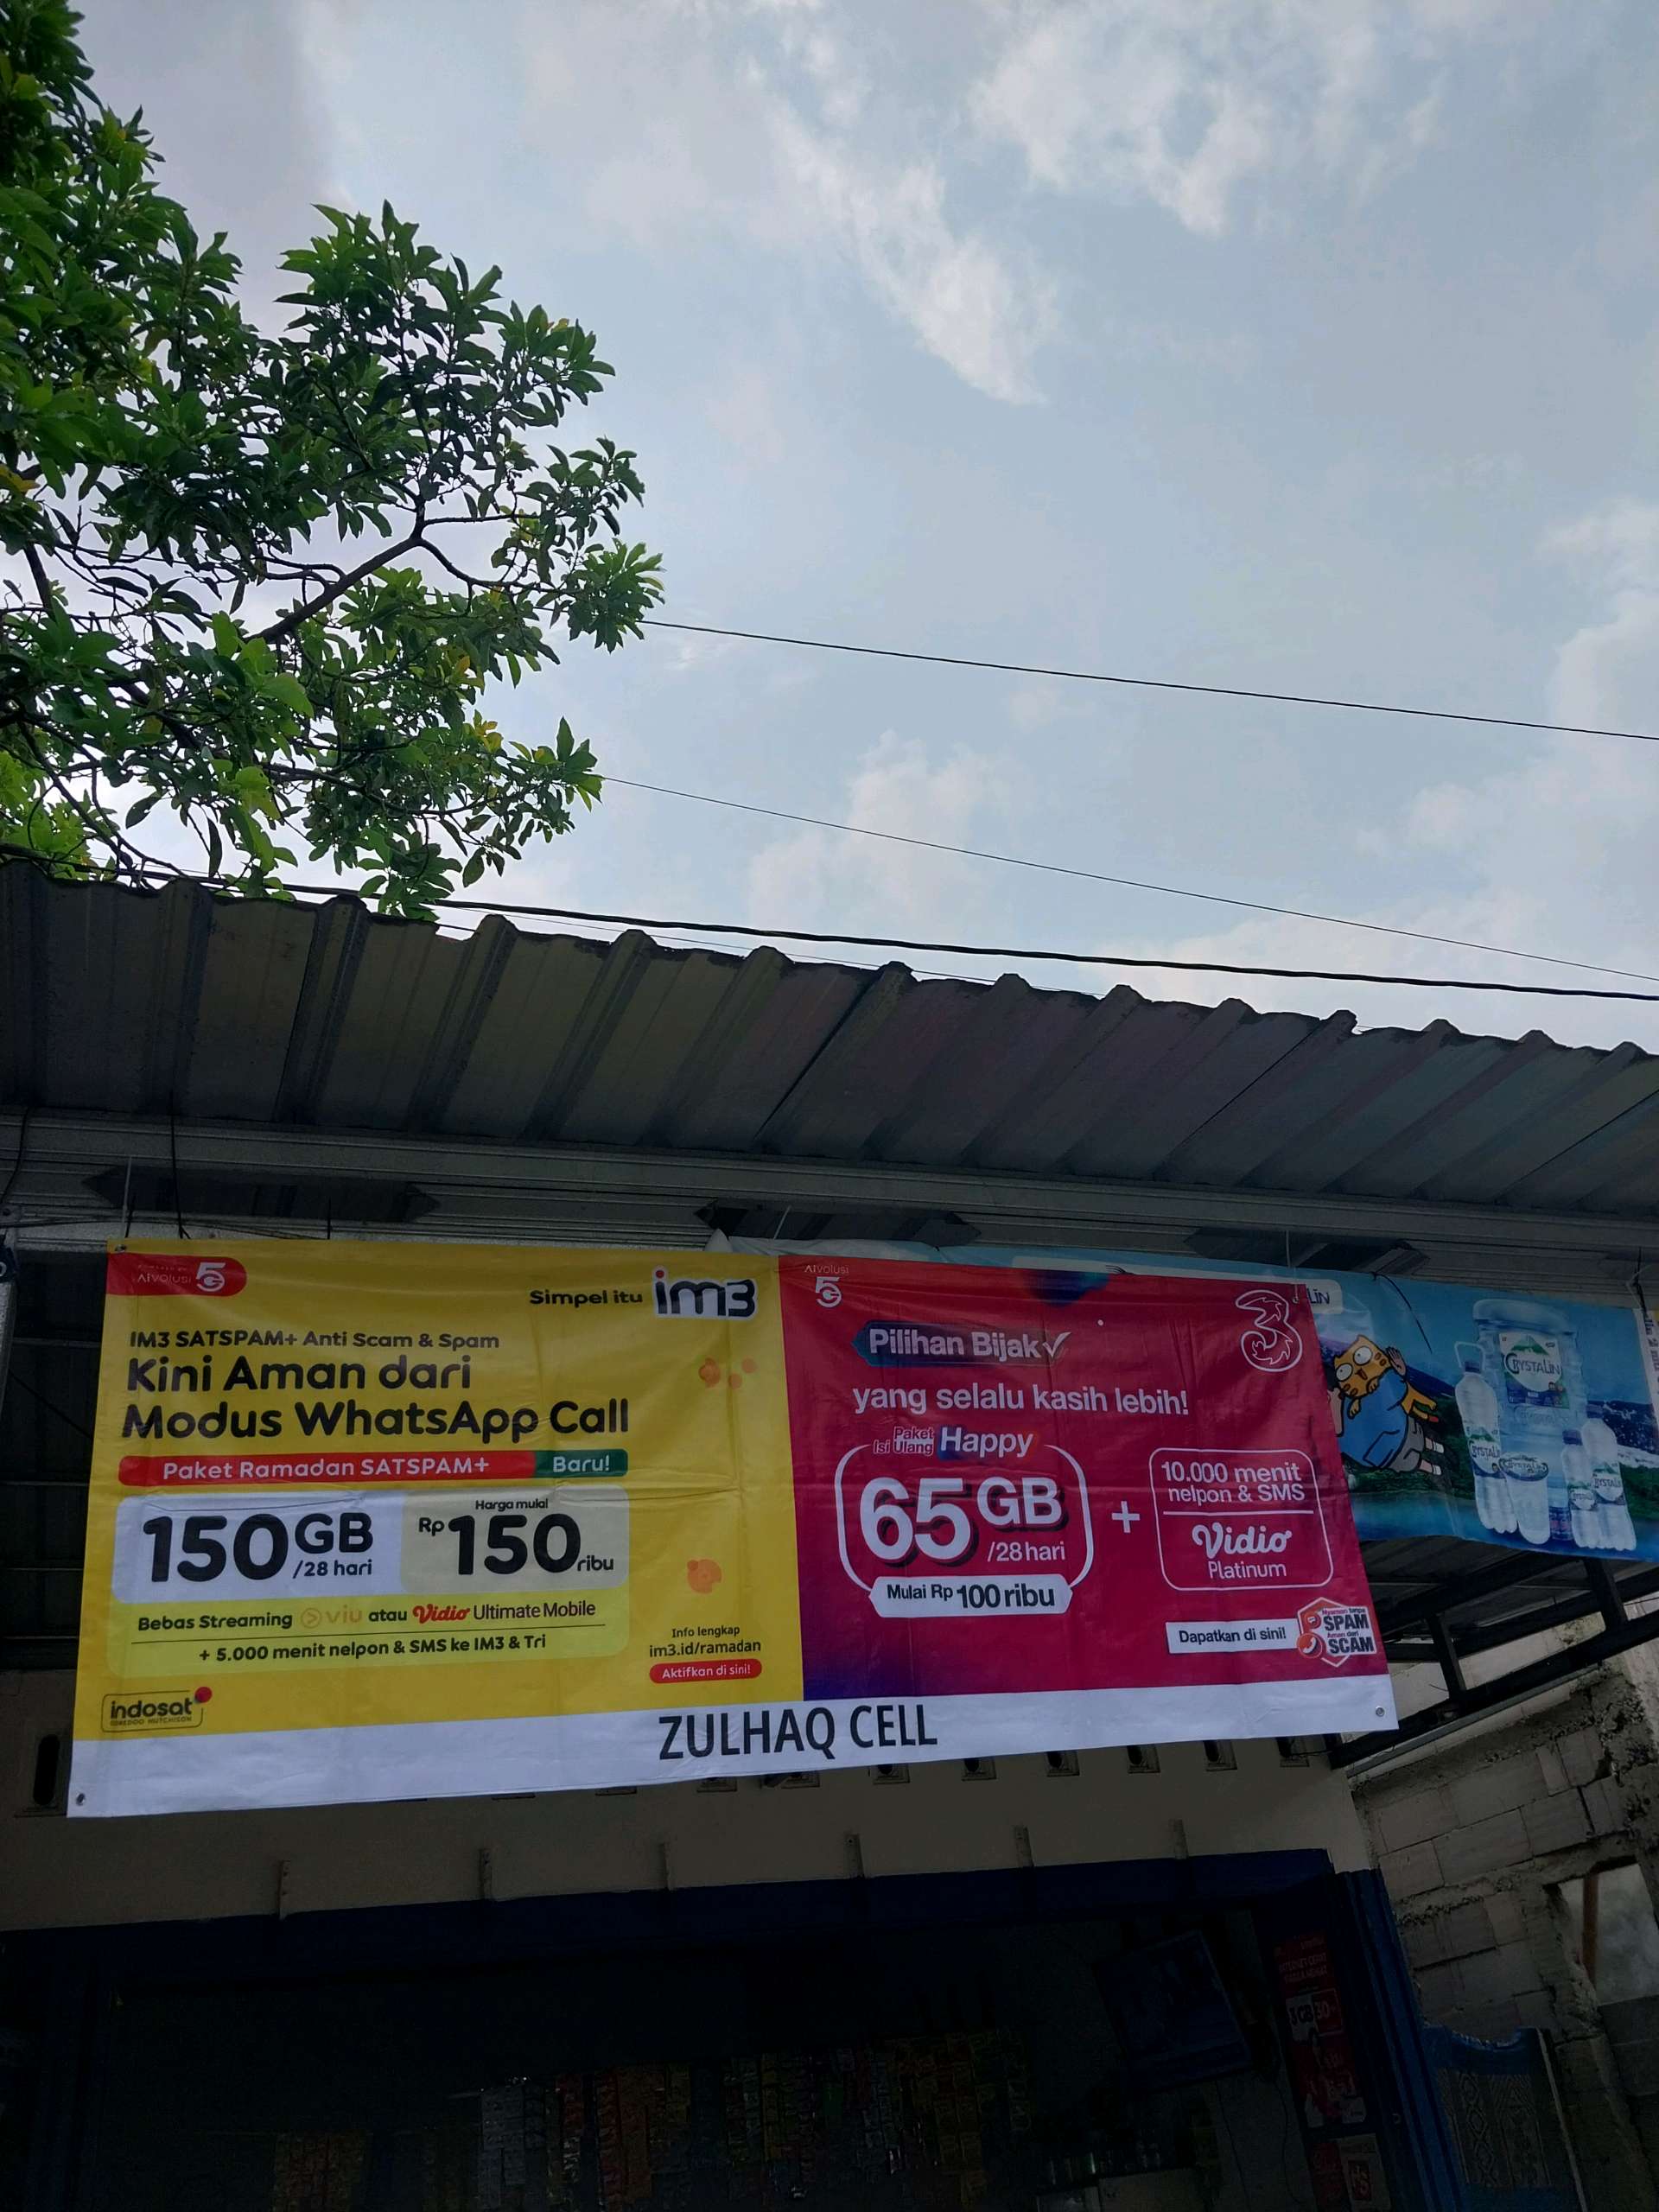 AIvolusi 5G
Simpel itu im3
IM3 SATSPAM+ Anti Scam & Spam
Kini Aman dari
Modus WhatsApp Call
Paket Ramadan SATSPAM+ Baru!
150GB /28 hari
Harga mulai
Rp 150 ribu
Bebas Streaming viu atau Vidio Ultimate Mobile
+ 5.000 menit nelpon & SMS ke IM3 & Tri
Info lengkap
im3.id/ramadan
Aktifkan di sini!
indosat
OOREDOO HUTCHISON
AIvolusi
5G
3
Pilihan Bijak
yang selalu kasih lebih!
Paket
Isi Ulang Happy
65GB /28 hari
Mulai Rp 100 ribu
+
10.000 menit
nelpon & SMS
Vidio
Platinum
Dapatkan di sini!
SPAM
SCAM
ZULHAQ CELL
CRYSTALIN